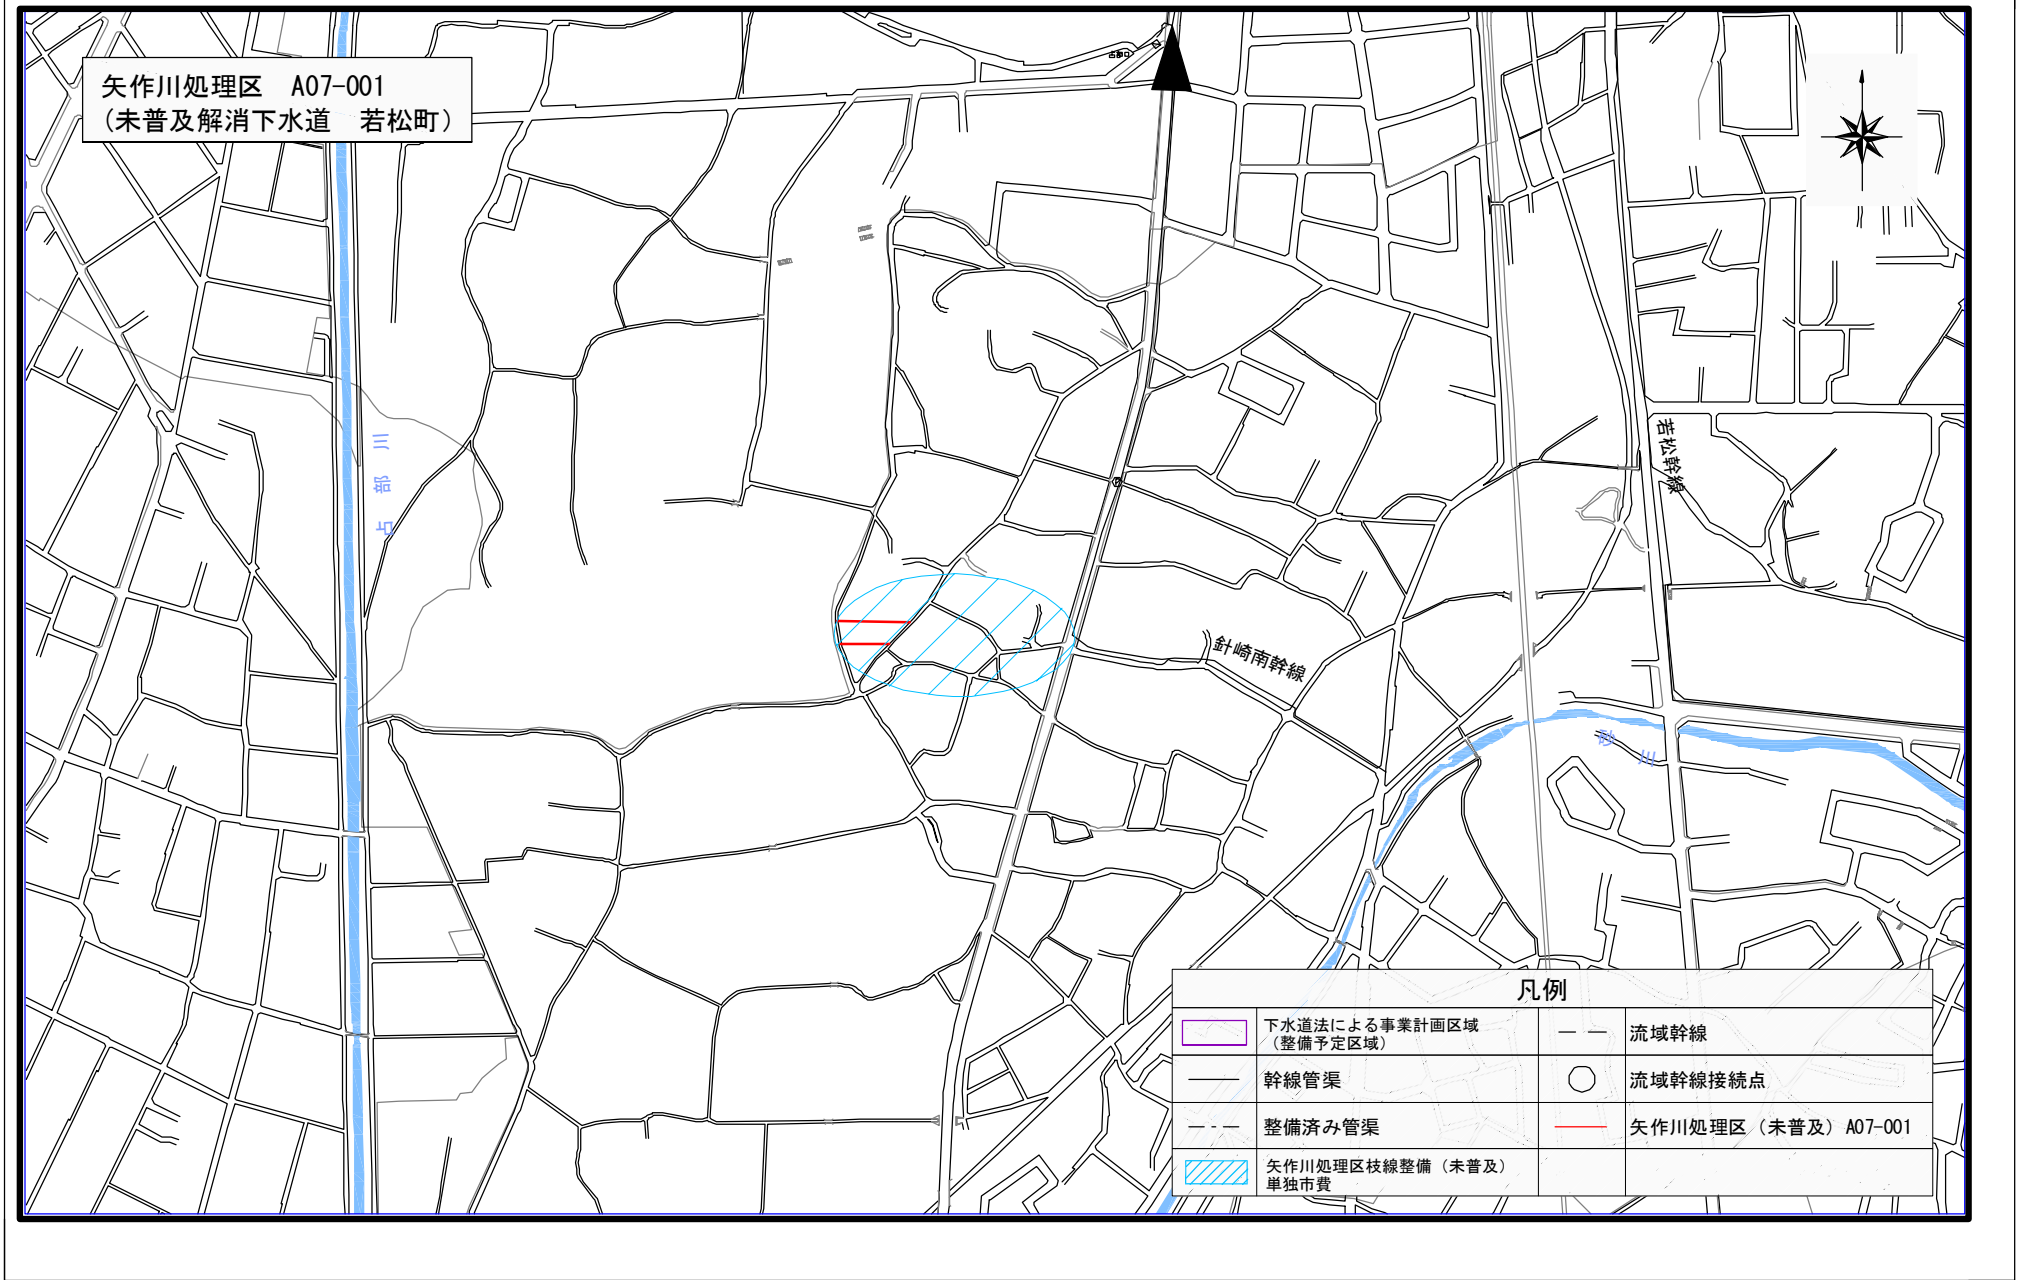 矢作川処理区　A07-001
（未普及解消下水道　若松町）
占部川
若松幹線
針崎南幹線
砂川
凡例
下水道法による事業計画区域
（整備予定区域）
流域幹線
幹線管渠
流域幹線接続点
整備済み管渠
矢作川処理区（未普及）A07-001
矢作川処理区枝線整備（未普及）
単独市費